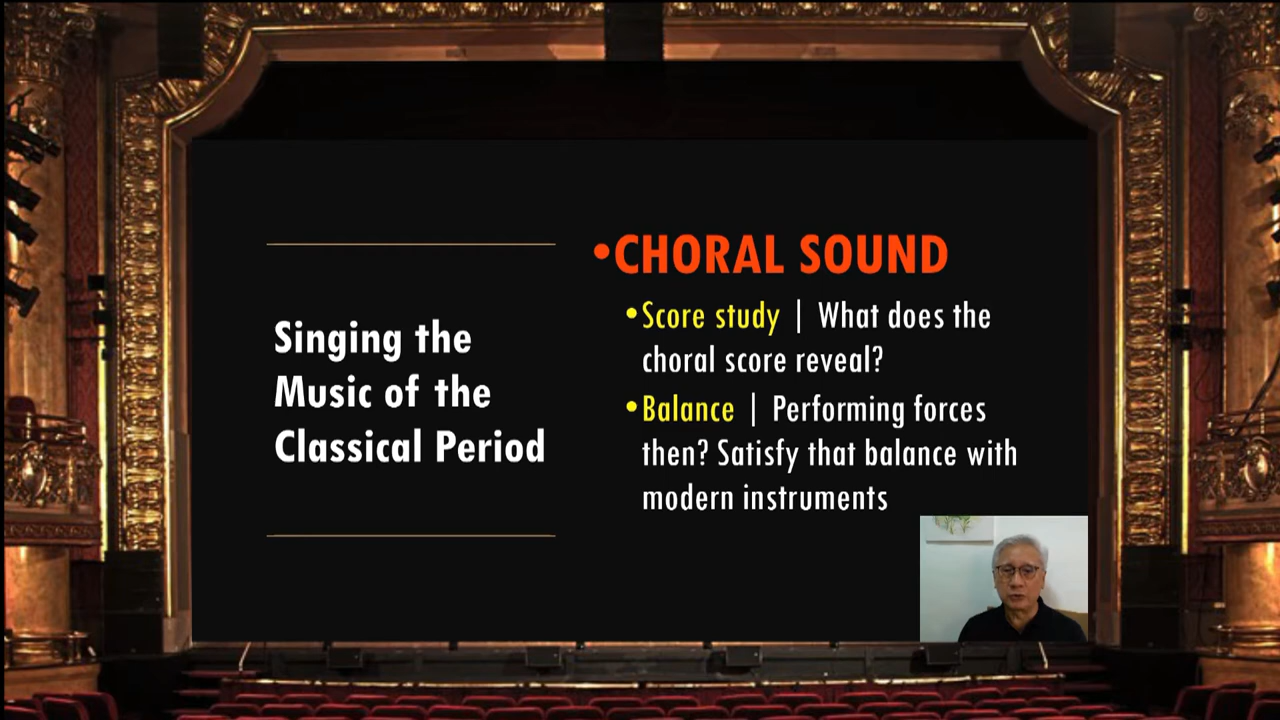 Singing the
Music of the
Classical Period
•CHORAL SOUND
•Score study | What does the
choral score reveal?
•Balance | Performing forces
then? Satisfy that balance with
modern instruments